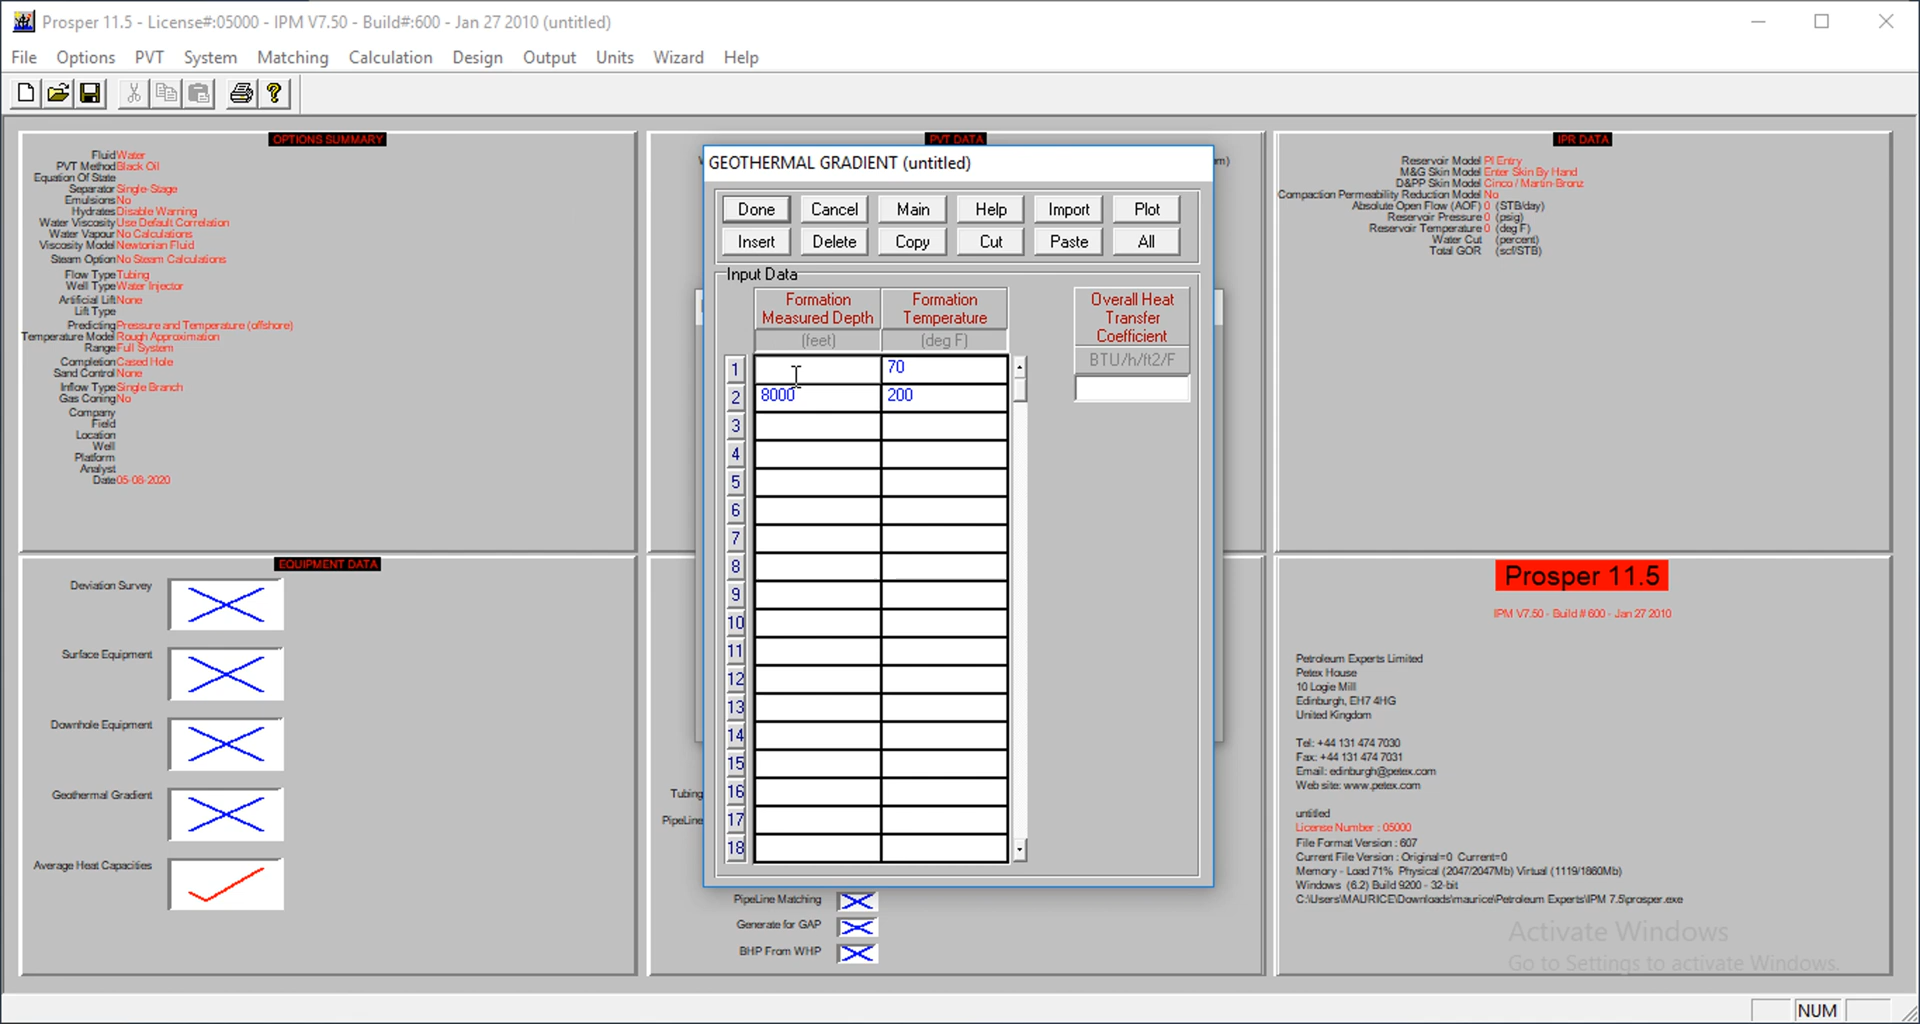 Prosper 11.5 - License#:05000 - IPM V7.50 - Build#:600 - Jan 27 2010 (untitled)
File Options PVT System Matching Calculation Design Output Units Wizard Help
OPTIONS SUMMARY
Fluid Water
PVT Method Black Oil
Equation Of State
Separator Single-Stage
Emulsions No
Hydrates Disable Warning
Water Viscosity Use Default Correlation
Water Vapour No Calculations
Viscosity Model Newtonian Fluid
Steam Option No Steam Calculations
Flow Type Tubing
Well Type Water Injector
Artificial Lift None
Lift Type
Predicting Pressure and Temperature (offshore)
Temperature Model Rough Approximation
Range Full System
Completion Cased Hole
Sand Control None
Inflow Type Single Branch
Gas Coning No
Company
Field
Location
Well
Platform
Analyst
Date 05-08-2020
PVT DATA
m)
GEOTHERMAL GRADIENT (untitled)
Done Cancel Main Help Import Plot
Insert Delete Copy Cut Paste All
Input Data
Formation Measured Depth
Formation Temperature
(feet) (deg F)
Overall Heat Transfer Coefficient
BTU/h/ft2/F
1 70
2 8000 200
3
4
5
6
7
8
9
10
11
12
13
14
15
16
17
18
IPR DATA
Reservoir Model PI Entry
M&G Skin Model Enter Skin By Hand
D&PP Skin Model Cinco / Martin-Bronz
Compaction Permeability Reduction Model No
Absolute Open Flow (AOF) 0 (STB/day)
Reservoir Pressure 0 (psig)
Reservoir Temperature 0 (deg F)
Water Cut (percent)
Total GOR (scf/STB)
EQUIPMENT DATA
Deviation Survey
Surface Equipment
Downhole Equipment
Geothermal Gradient
Average Heat Capacities
Tubing
PipeLine
PipeLine Matching
Generate for GAP
BHP From WHP
Prosper 11.5
IPM V7.50 - Build # 600 - Jan 27 2010
Petroleum Experts Limited
Petex House
10 Logie Mill
Edinburgh, EH7 4HG
United Kingdom
Tel: +44 131 474 7030
Fax: +44 131 474 7031
Email: edinburgh@petex.com
Web site: www.petex.com
untitled
License Number : 05000
File Format Version : 607
Current File Version : Original=0 Current=0
Memory - Load 71% Physical (2047/2047Mb) Virtual (1119/1860Mb)
Windows (6.2) Build 9200 - 32-bit
C:\Users\MAURICE\Downloads\maurice\Petroleum Experts\IPM 7.5\prosper.exe
Activate Windows
Go to Settings to activate Windows.
NUM